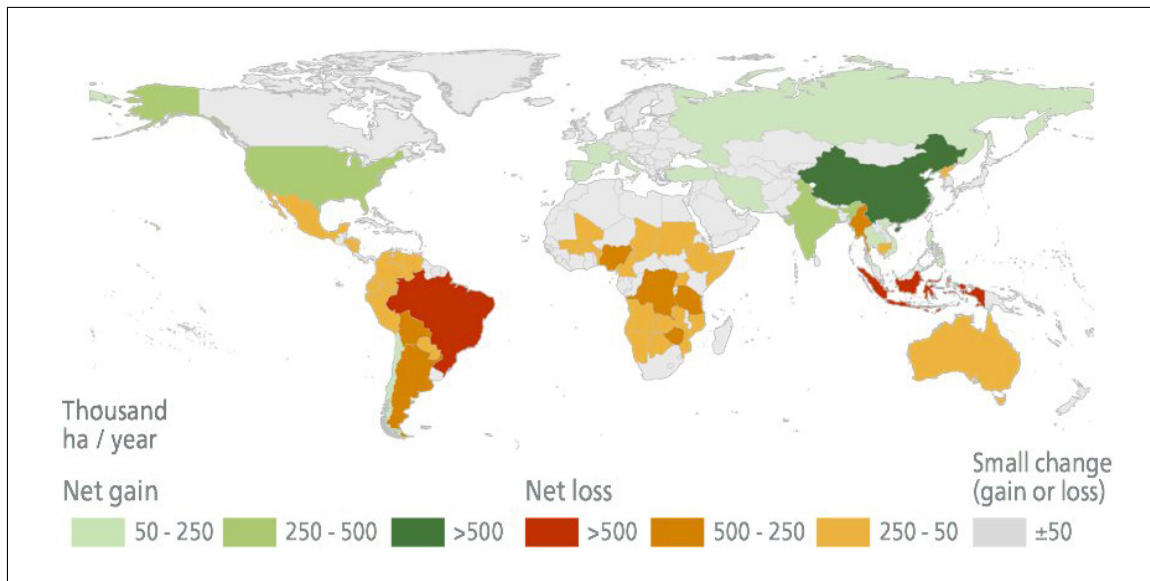 Thousand
ha / year
Net gain
Net loss
Small change
(gain or loss)
50 - 250
250 - 500
>500
>500
500 - 250
250 - 50
±50